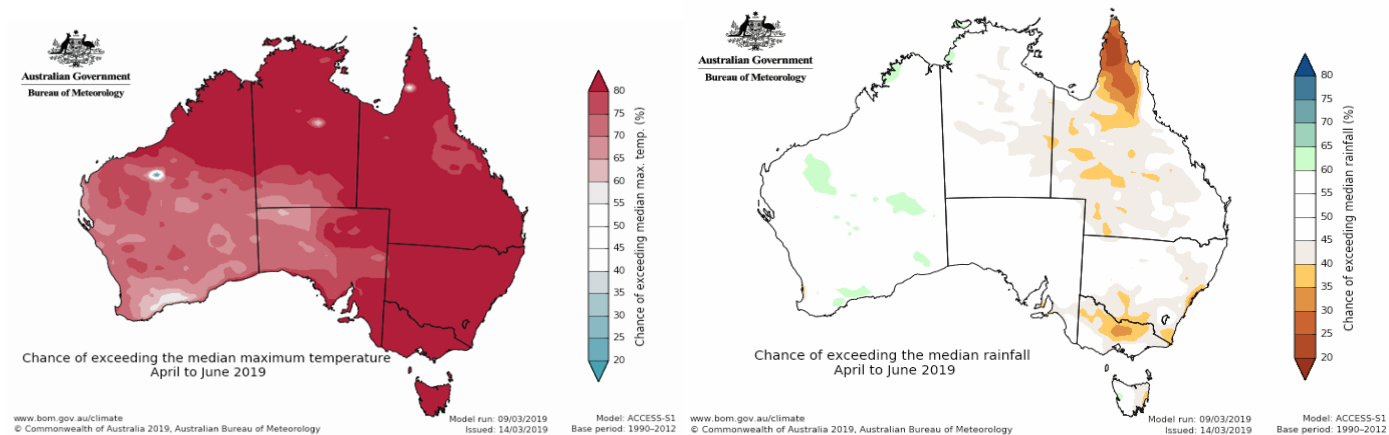 Australian Government
Bureau of Meteorology
80
75
70
65
60
55
50
45
40
35
30
25
20
Chance of exceeding median max. temp. (%)
Chance of exceeding the median maximum temperature
April to June 2019
www.bom.gov.au/climate
© Commonwealth of Australia 2019, Australian Bureau of Meteorology
Model run: 09/03/2019
Issued: 14/03/2019
Model: ACCESS-S1
Base period: 1990–2012
Australian Government
Bureau of Meteorology
80
75
70
65
60
55
50
45
40
35
30
25
20
Chance of exceeding median rainfall (%)
Chance of exceeding the median rainfall
April to June 2019
www.bom.gov.au/climate
© Commonwealth of Australia 2019, Australian Bureau of Meteorology
Model run: 09/03/2019
Issued: 14/03/2019
Model: ACCESS-S1
Base period: 1990–2012